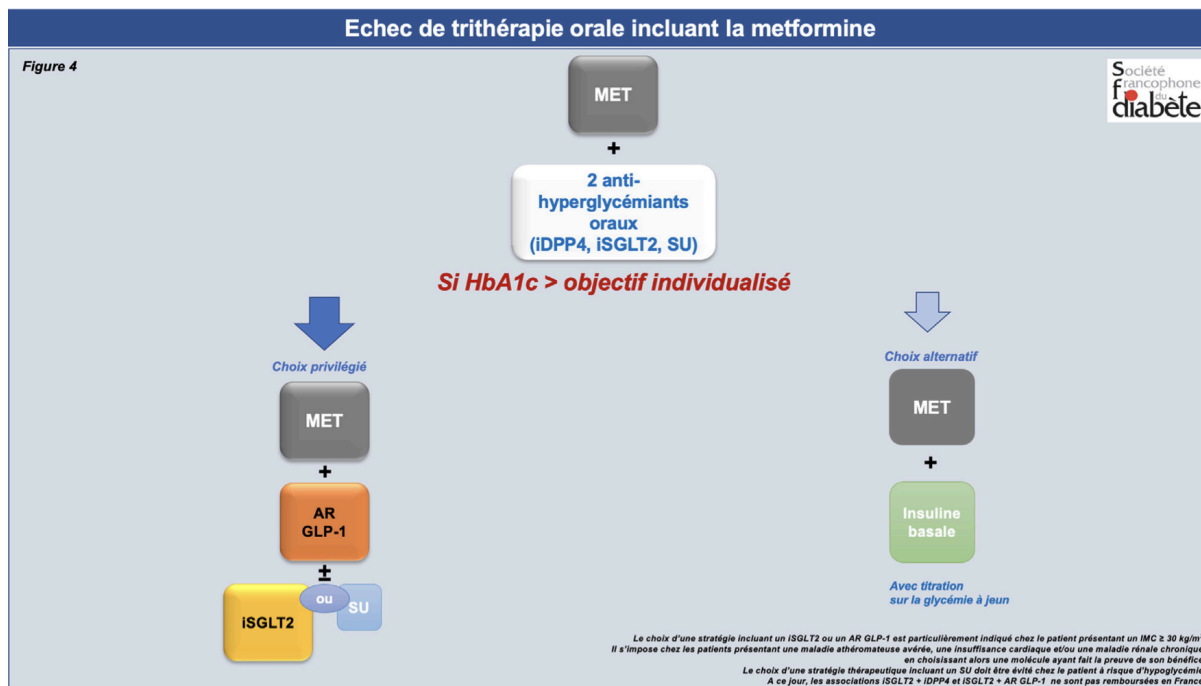 Echec de trithérapie orale incluant la metformine
Figure 4
Société
francophone
du
diabète
MET
+
2 anti-
hyperglycémiants
oraux
(iDPP4, iSGLT2, SU)
Si HbA1c > objectif individualisé
Choix privilégié
MET
+
AR
GLP-1
±
iSGLT2
ou
SU
Choix alternatif
MET
+
Insuline
basale
Avec titration
sur la glycémie à jeun
Le choix d'une stratégie incluant un iSGLT2 ou un AR GLP-1 est particulièrement indiqué chez le patient présentant un IMC ≥ 30 kg/m
Il s'impose chez les patients présentant une maladie athéromateuse avérée, une insuffisance cardiaque et/ou une maladie rénale chronique
en choisissant alors une molécule ayant fait la preuve de son bénéfice
Le choix d'une stratégie thérapeutique incluant un SU doit être évité chez le patient à risque d'hypoglycémie
A ce jour, les associations iSGLT2 + iDPP4 et iSGLT2 + AR GLP-1 ne sont pas remboursées en France